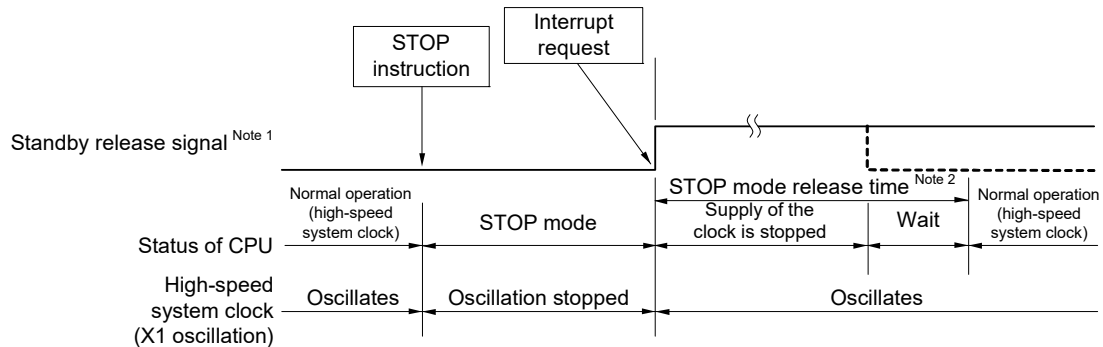 STOP
instruction
Interrupt
request
Standby release signal Note 1
Normal operation
(high-speed
system clock)
STOP mode
STOP mode release time Note 2
Supply of the
clock is stopped
Wait
Normal operation
(high-speed
system clock)
Status of CPU
High-speed
system clock
(X1 oscillation)
Oscillates
Oscillation stopped
Oscillates